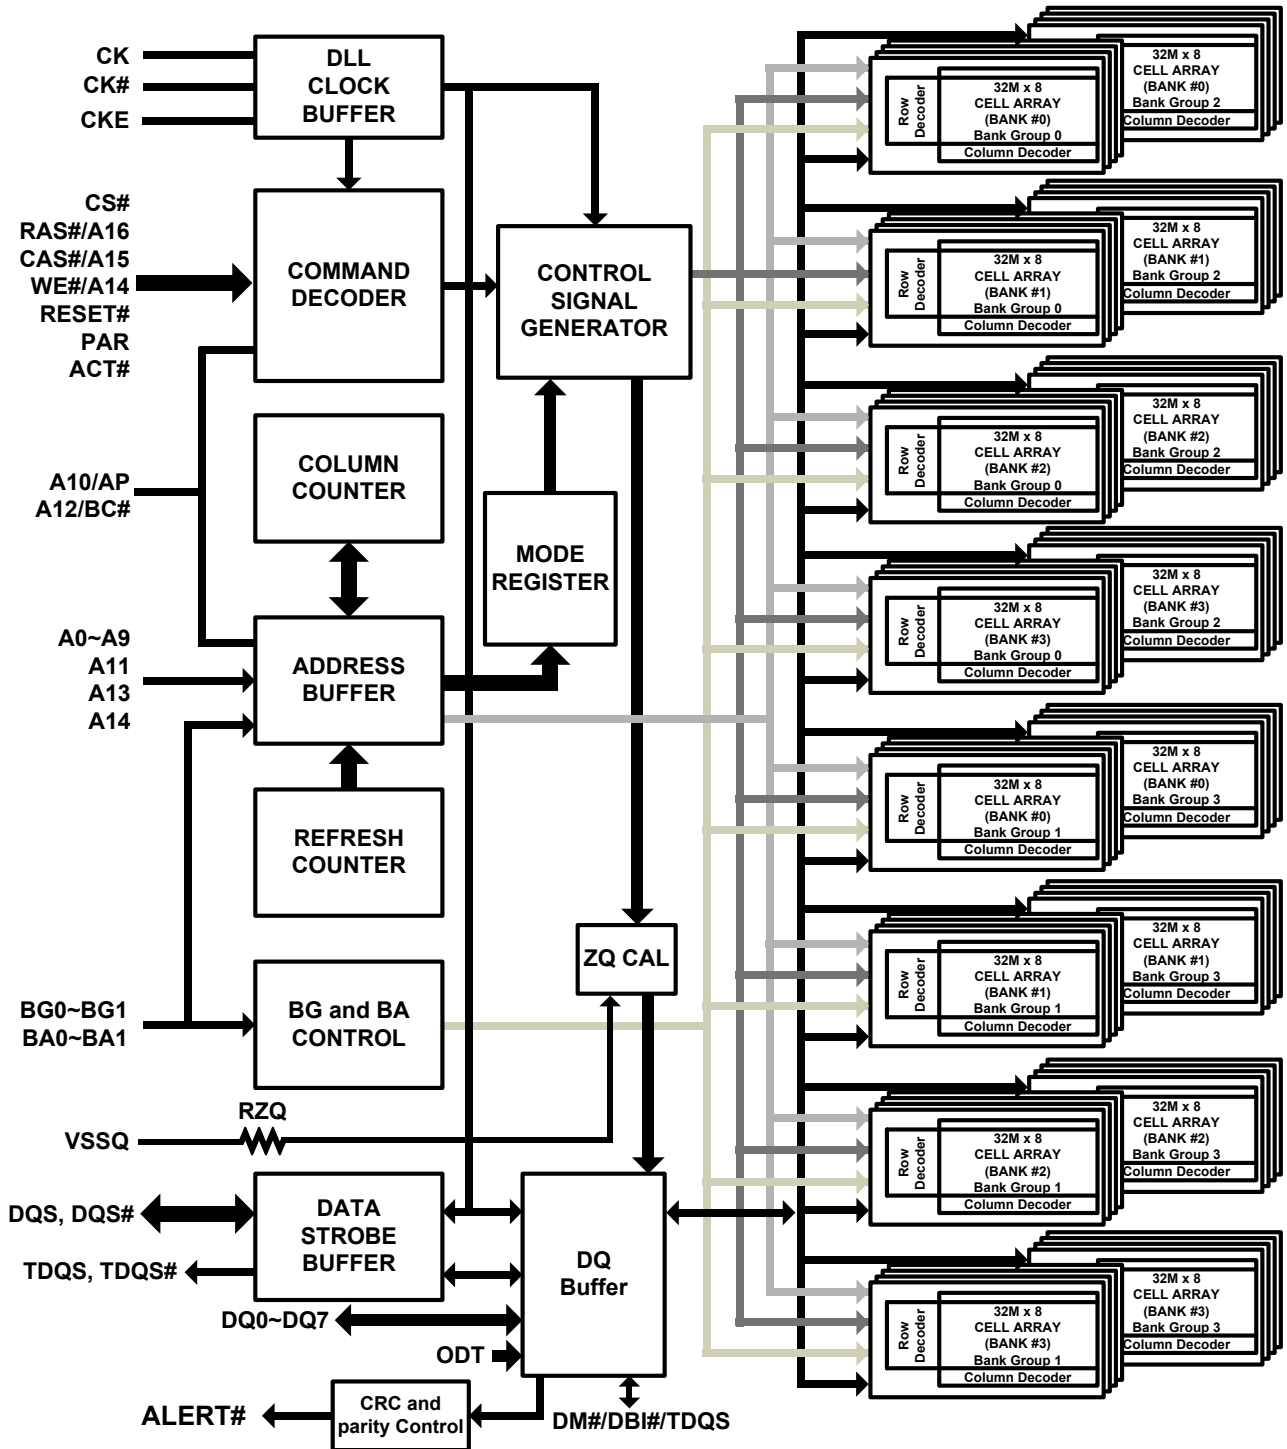 CK
CK#
CKE
DLL
CLOCK
BUFFER
CS#
RAS#/A16
CAS#/A15
WE#/A14
RESET#
PAR
ACT#
COMMAND
DECODER
CONTROL
SIGNAL
GENERATOR
A10/AP
A12/BC#
COLUMN
COUNTER
MODE
REGISTER
A0~A9
A11
A13
A14
ADDRESS
BUFFER
REFRESH
COUNTER
ZQ CAL
BG0~BG1
BA0~BA1
BG and BA
CONTROL
RZQ
VSSQ
DQS, DQS#
TDQS, TDQS#
DATA
STROBE
BUFFER
DQ
Buffer
DQ0~DQ7
ODT
ALERT#
CRC and
parity Control
DM#/DBI#/TDQS
32M x 8
CELL ARRAY
(BANK #0)
Bank Group 2
Column Decoder
Row
Decoder
32M x 8
CELL ARRAY
(BANK #0)
Bank Group 0
Column Decoder
32M x 8
CELL ARRAY
(BANK #1)
Bank Group 2
Column Decoder
Row
Decoder
32M x 8
CELL ARRAY
(BANK #1)
Bank Group 0
Column Decoder
32M x 8
CELL ARRAY
(BANK #2)
Bank Group 2
Column Decoder
Row
Decoder
32M x 8
CELL ARRAY
(BANK #2)
Bank Group 0
Column Decoder
32M x 8
CELL ARRAY
(BANK #3)
Bank Group 2
Column Decoder
Row
Decoder
32M x 8
CELL ARRAY
(BANK #3)
Bank Group 0
Column Decoder
32M x 8
CELL ARRAY
(BANK #0)
Bank Group 3
Column Decoder
Row
Decoder
32M x 8
CELL ARRAY
(BANK #0)
Bank Group 1
Column Decoder
32M x 8
CELL ARRAY
(BANK #1)
Bank Group 3
Column Decoder
Row
Decoder
32M x 8
CELL ARRAY
(BANK #1)
Bank Group 1
Column Decoder
32M x 8
CELL ARRAY
(BANK #2)
Bank Group 3
Column Decoder
Row
Decoder
32M x 8
CELL ARRAY
(BANK #2)
Bank Group 1
Column Decoder
32M x 8
CELL ARRAY
(BANK #3)
Bank Group 3
Column Decoder
Row
Decoder
32M x 8
CELL ARRAY
(BANK #3)
Bank Group 1
Column Decoder